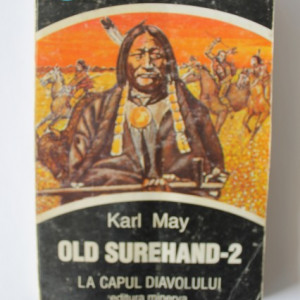 Karl May
OLD SUREHAND-2
LA CAPUL DIAVOLULUI
editura minerva